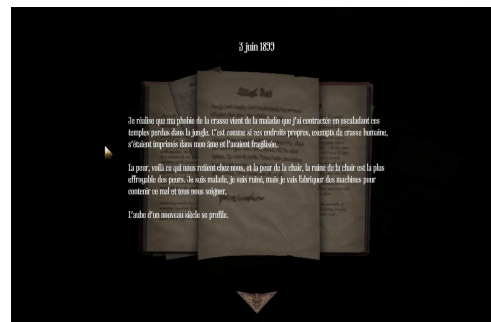 3 juin 1899
Je réalise que ma phobie de la crasse vient de la maladie que j'ai contractée en escaladant ces
temples perdus dans la jungle. C'est comme si ces endroits propres, exempts de crasse humaine,
s'étaient imprimés dans mon âme et l'avaient fragilisée.
La peur, voilà ce qui nous retient chez nous, et la peur de la chair, la ruine de la chair est la plus
effroyable des peurs. Je suis malade, je suis ruiné, mais je vais fabriquer des machines pour
contenir ce mal et tous nous soigner.
L'aube d'un nouveau siècle se profile.